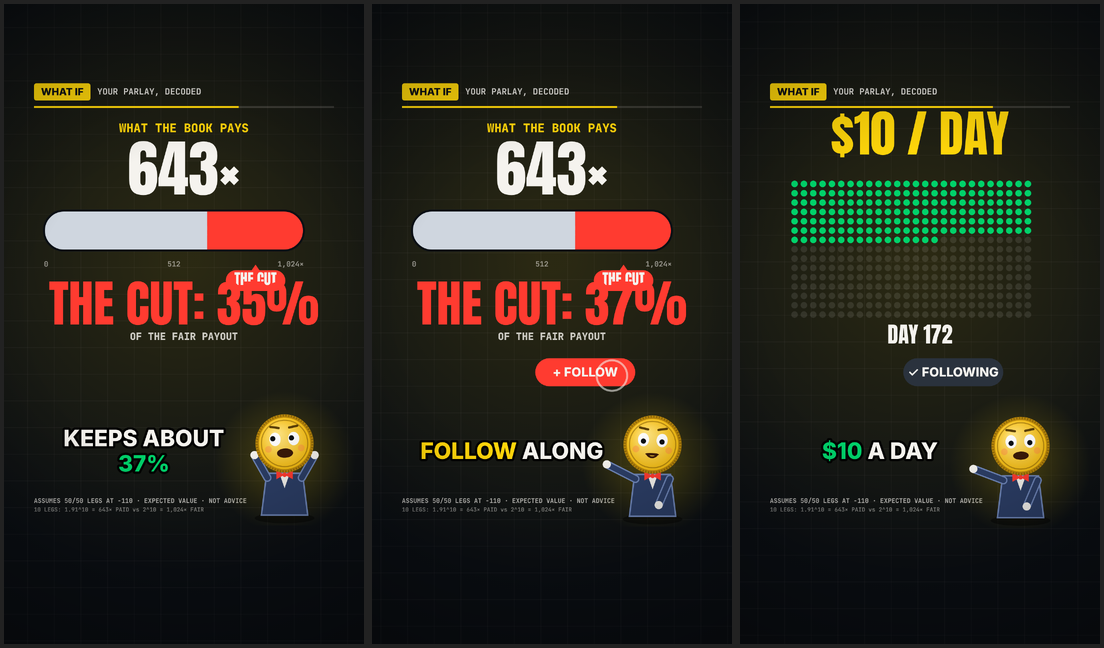 WHAT IF YOUR PARLAY, DECODED
WHAT THE BOOK PAYS
643×
0 512 1,024×
THE CUT
THE CUT: 35%
OF THE FAIR PAYOUT
KEEPS ABOUT
37%
ASSUMES 50/50 LEGS AT -110 · EXPECTED VALUE · NOT ADVICE
10 LEGS: 1.91^10 = 643× PAID vs 2^10 = 1,024× FAIR
WHAT IF YOUR PARLAY, DECODED
WHAT THE BOOK PAYS
643×
0 512 1,024×
THE CUT
THE CUT: 37%
OF THE FAIR PAYOUT
+ FOLLOW
FOLLOW ALONG
ASSUMES 50/50 LEGS AT -110 · EXPECTED VALUE · NOT ADVICE
10 LEGS: 1.91^10 = 643× PAID vs 2^10 = 1,024× FAIR
WHAT IF YOUR PARLAY, DECODED
$10 / DAY
DAY 172
✓ FOLLOWING
$10 A DAY
ASSUMES 50/50 LEGS AT -110 · EXPECTED VALUE · NOT ADVICE
10 LEGS: 1.91^10 = 643× PAID vs 2^10 = 1,024× FAIR